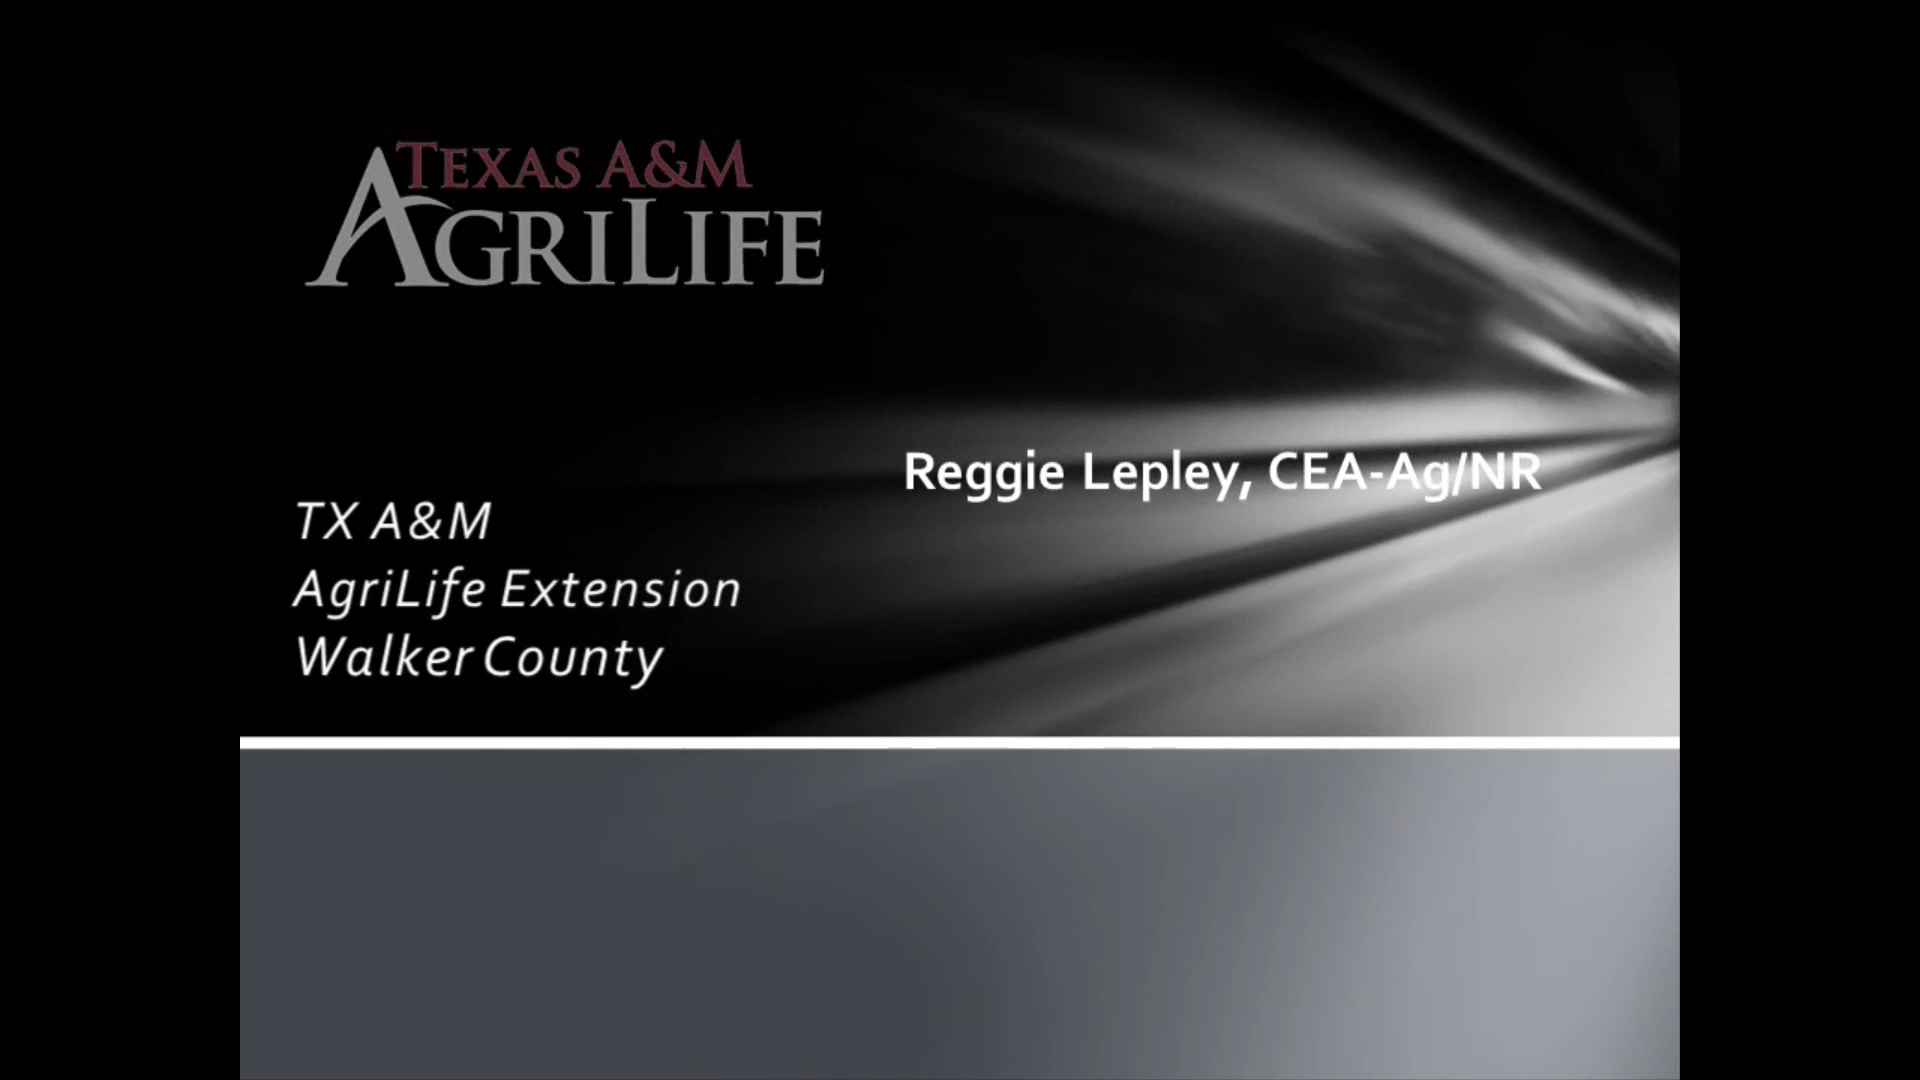 TEXAS A&M
AGRILIFE
Reggie Lepley, CEA-Ag/NR
TX A&M
AgriLife Extension
Walker County